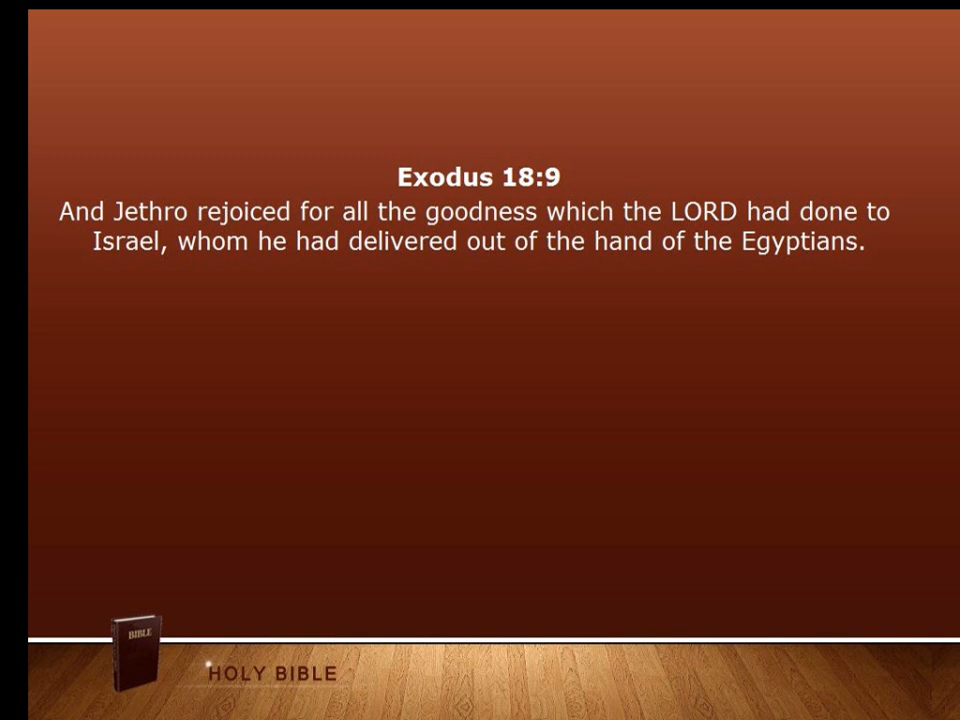 Exodus 18:9
And Jethro rejoiced for all the goodness which the LORD had done to
Israel, whom he had delivered out of the hand of the Egyptians.
BIBLE
HOLY BIBLE